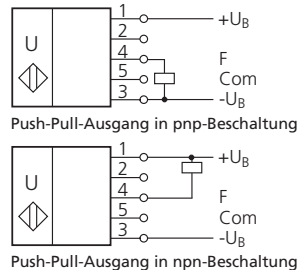 1 +UB
2
U 4 F
5 Com
3 -UB
Push-Pull-Ausgang in pnp-Beschaltung
1 +UB
2
U 4 F
5 Com
3 -UB
Push-Pull-Ausgang in npn-Beschaltung